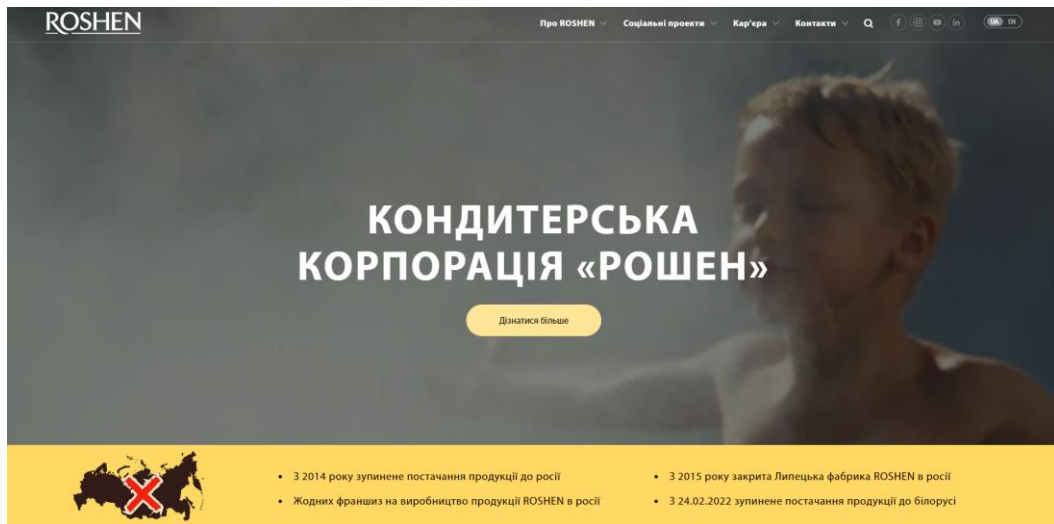 ROSHEN
Про ROSHEN Соціальні проекти Кар'єра Контакти UA EN
КОНДИТЕРСЬКА
КОРПОРАЦІЯ «РОШЕН»
Дізнатися більше
• З 2014 року зупинене постачання продукції до росії
• Жодних франшиз на виробництво продукції ROSHEN в росії
• З 2015 року закрита Липецька фабрика ROSHEN в росії
• З 24.02.2022 зупинене постачання продукції до білорусі